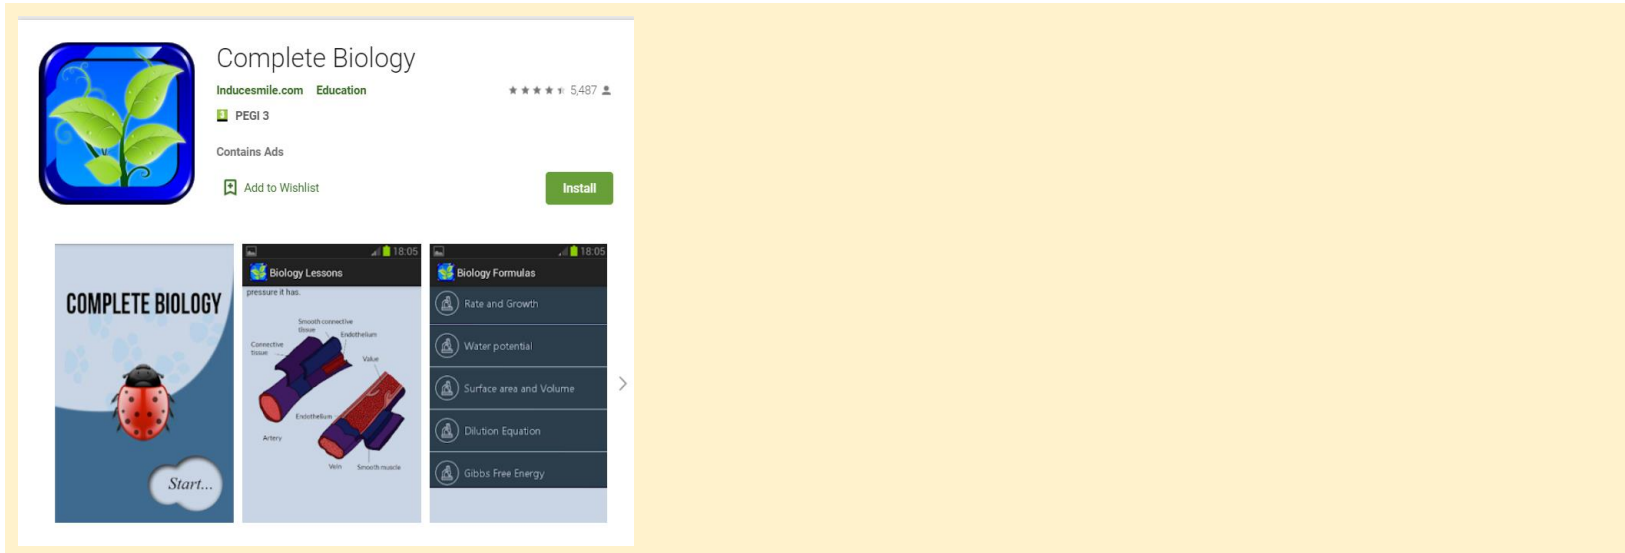 Complete Biology
Inducesmile.com Education 5,487
3 PEGI 3
Contains Ads
Add to Wishlist
Install
COMPLETE BIOLOGY
Start...
18:05
Biology Lessons
pressure it has.
Smooth connective
tissue
Endothelium
Connective
tissue
Value
Endothelium
Artery
Vein
Smooth muscle
18:05
Biology Formulas
Rate and Growth
Water potential
Surface area and Volume
Dilution Equation
Gibbs Free Energy